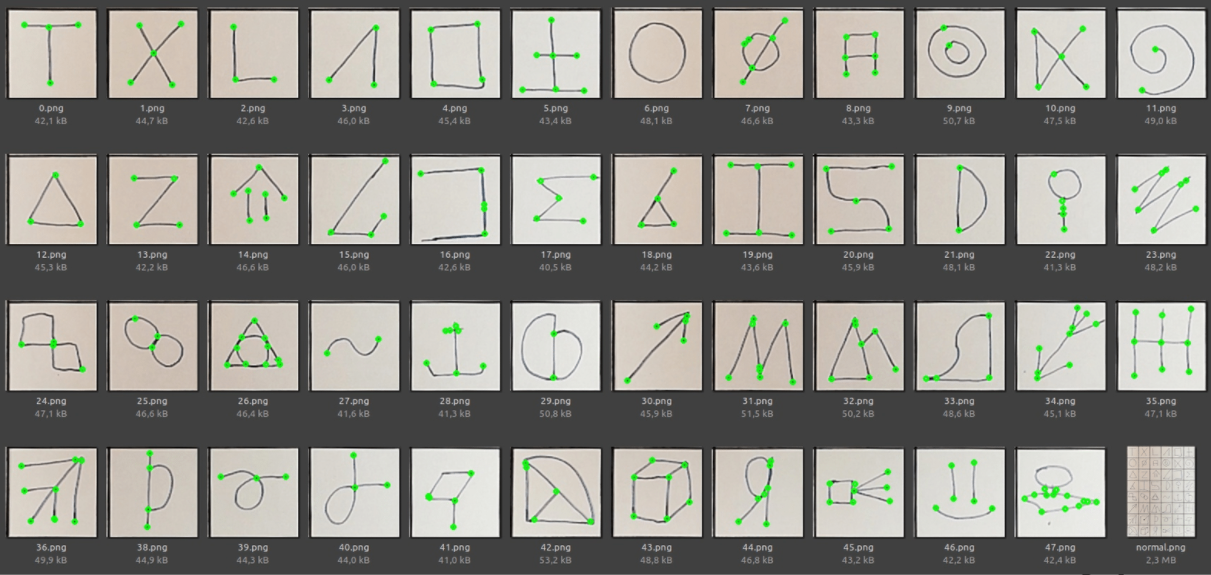 0.png 1.png 2.png 3.png 4.png 5.png 6.png 7.png 8.png 9.png 10.png 11.png
42,1 kB 44,7 kB 42,6 kB 46,0 kB 45,4 kB 43,4 kB 48,1 kB 46,6 kB 43,3 kB 50,7 kB 47,5 kB 49,0 kB
12.png 13.png 14.png 15.png 16.png 17.png 18.png 19.png 20.png 21.png 22.png 23.png
45,3 kB 42,2 kB 46,6 kB 46,0 kB 42,6 kB 40,5 kB 44,2 kB 43,6 kB 45,9 kB 48,1 kB 41,3 kB 48,2 kB
24.png 25.png 26.png 27.png 28.png 29.png 30.png 31.png 32.png 33.png 34.png 35.png
47,1 kB 46,6 kB 46,4 kB 41,6 kB 41,3 kB 50,8 kB 45,9 kB 51,5 kB 50,2 kB 48,6 kB 45,1 kB 47,1 kB
36.png 38.png 39.png 40.png 41.png 42.png 43.png 44.png 45.png 46.png 47.png normal.png
49,9 kB 44,9 kB 44,3 kB 44,0 kB 41,0 kB 53,2 kB 48,8 kB 46,8 kB 43,2 kB 42,2 kB 42,4 kB 2,3 MB